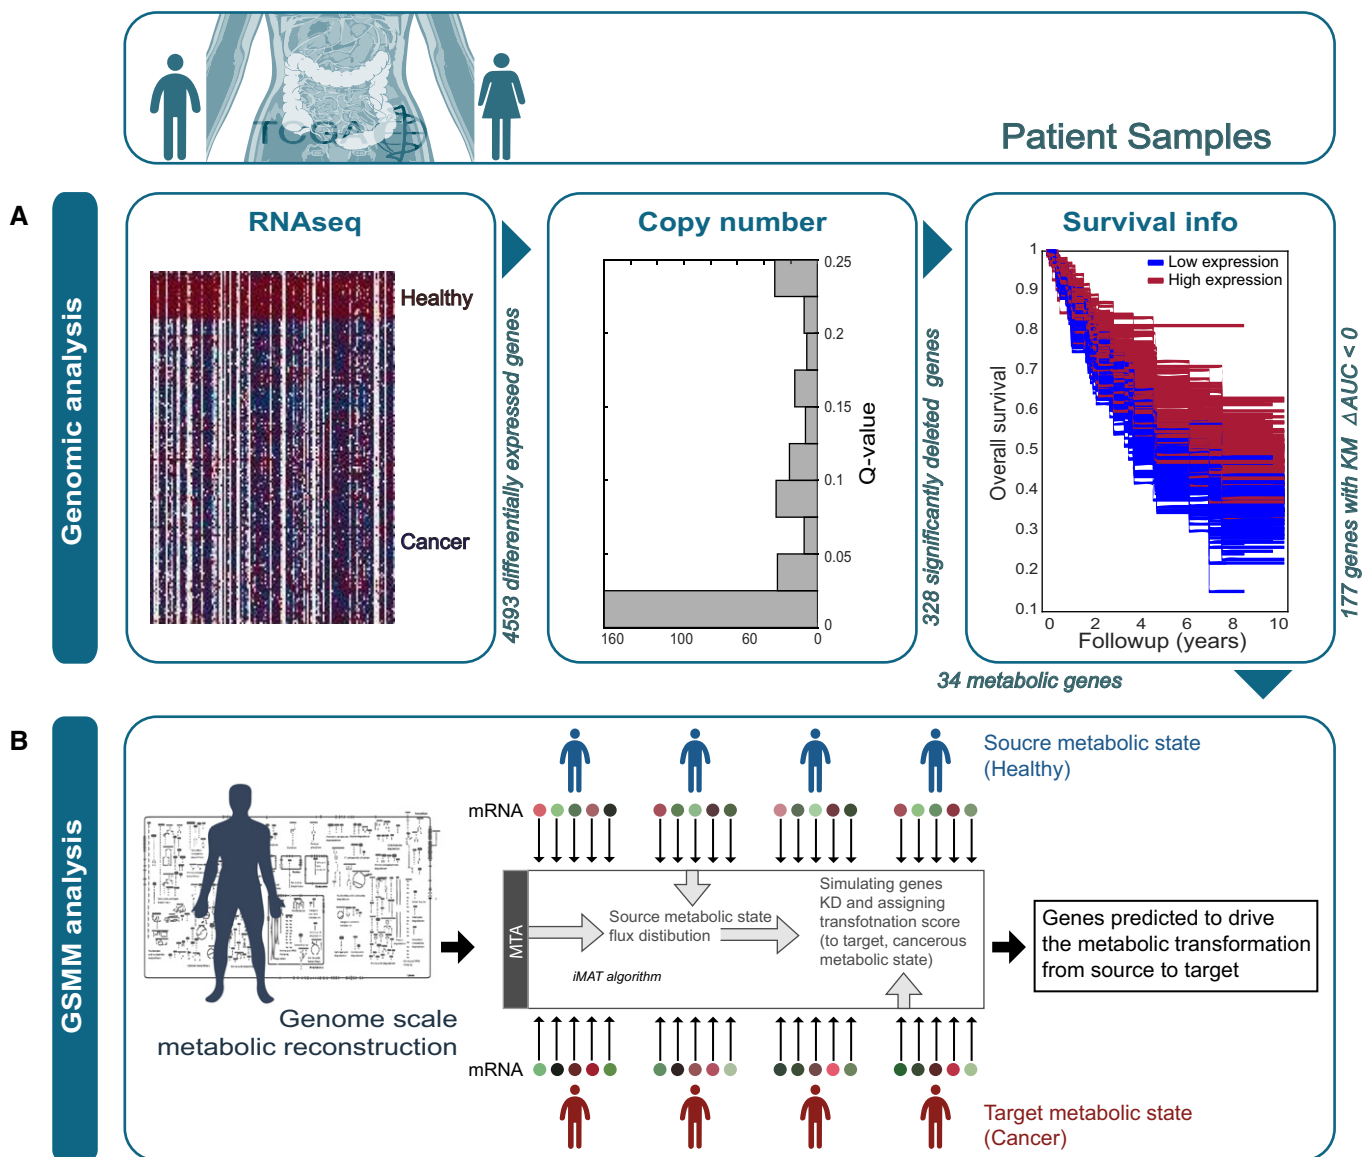 TCGA
Patient Samples
A
Genomic analysis
RNAseq
Healthy
Cancer
4593 differentially expressed genes
Copy number
0.25
0.2
0.15
0.1
0.05
0
Q-value
160
100
60
0
328 significantly deleted genes
Survival info
Low expression
High expression
1
0.9
0.8
0.7
0.6
0.5
0.4
0.3
0.2
0.1
Overall survival
0 2 4 6 8 10
Followup (years)
177 genes with KM △AUC < 0
34 metabolic genes
B
GSMM analysis
Genome scale
metabolic reconstruction
Soucre metabolic state
(Healthy)
mRNA
MTA
Source metabolic state
flux distibution
iMAT algorithm
Simulating genes
KD and assigning
transfotnation score
(to target, cancerous
metabolic state)
Genes predicted to drive
the metabolic transformation
from source to target
mRNA
Target metabolic state
(Cancer)